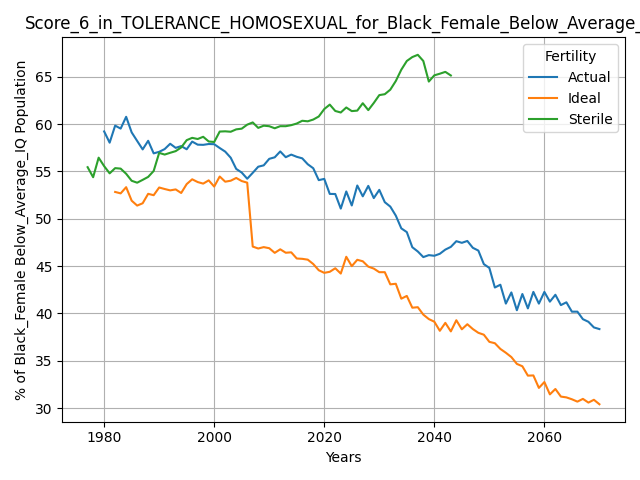 Score_6_in_TOLERANCE_HOMOSEXUAL_for_Black_Female_Below_Average_
% of Black_Female Below_Average_IQ Population
65
60
55
50
45
40
35
30
1980
2000
2020
2040
2060
Years
Fertility
Actual
Ideal
Sterile